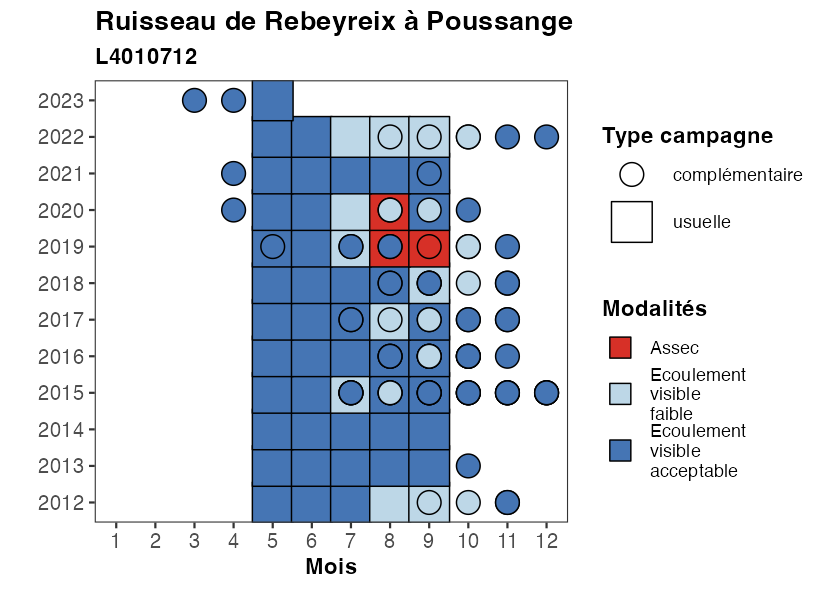 Ruisseau de Rebeyreix à Poussange
L4010712
2023
2022
2021
2020
2019
2018
2017
2016
2015
2014
2013
2012
1 2 3 4 5 6 7 8 9 10 11 12
Mois
Type campagne
complémentaire
usuelle
Modalités
Assec
Ecoulement
visible
faible
Ecoulement
visible
acceptable